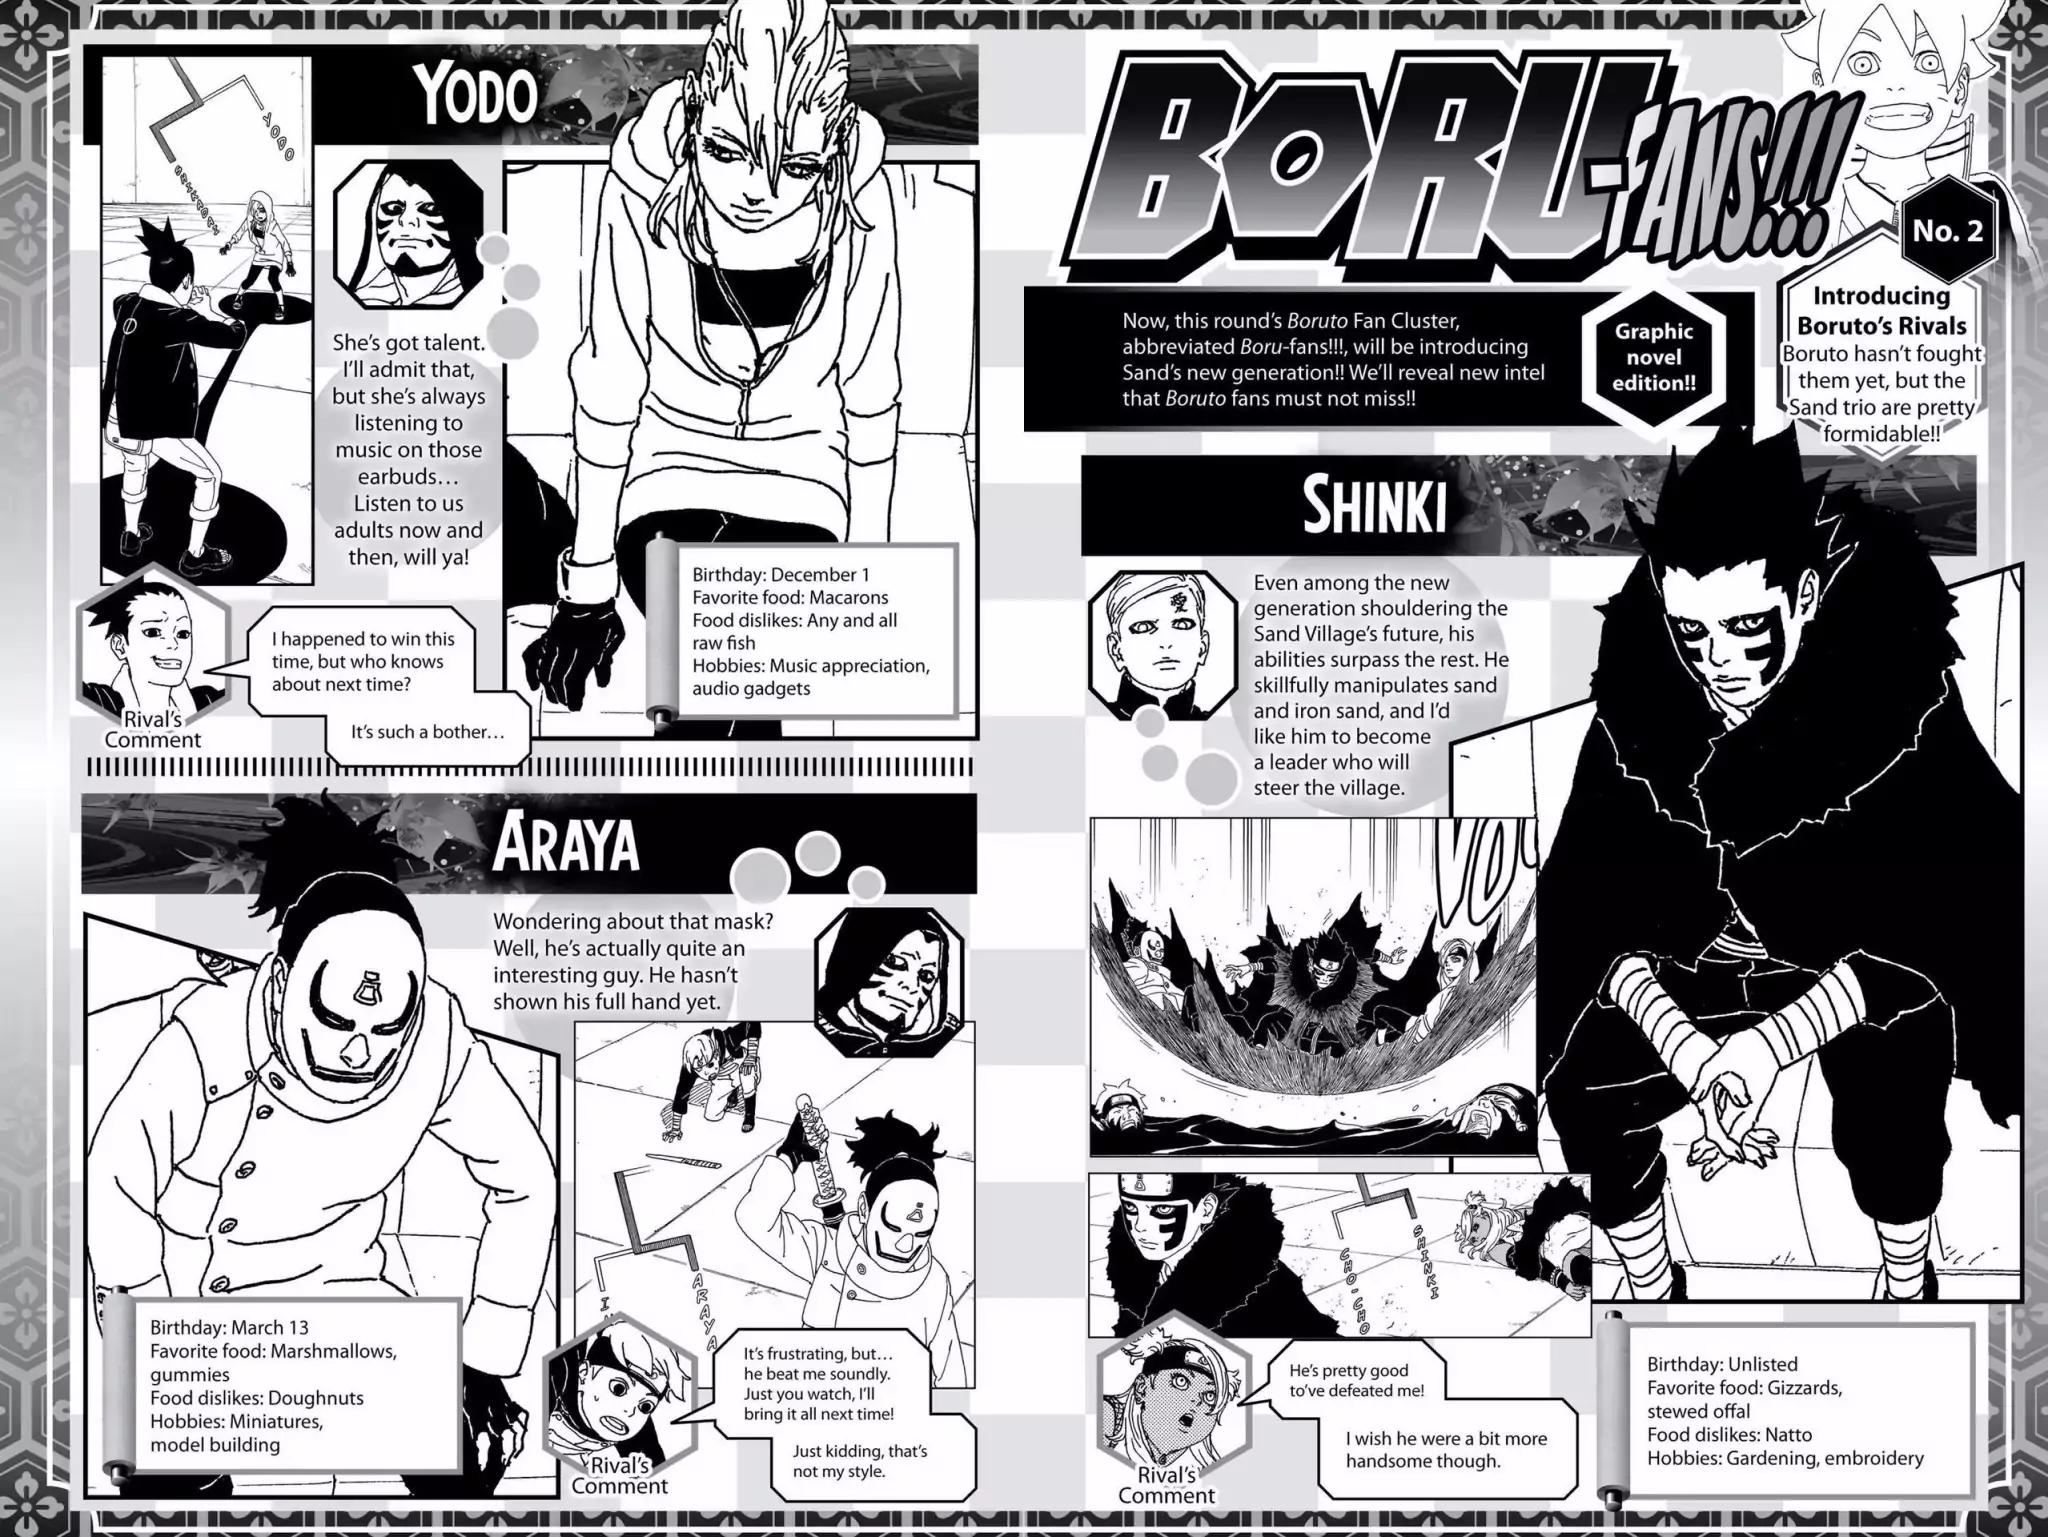 BORU-FANS!!!
No. 2
Introducing
Boruto's Rivals
Boruto hasn't fought
them yet, but the
Sand trio are pretty
formidable!!
Now, this round's Boruto Fan Cluster,
abbreviated Boru-fans!!!, will be introducing
Sand's new generation!! We'll reveal new intel
that Boruto fans must not miss!!
Graphic
novel
edition!!
SHINKI
愛
Even among the new
generation shouldering the
Sand Village's future, his
abilities surpass the rest. He
skillfully manipulates sand
and iron sand, and I'd
like him to become
a leader who will
steer the village.
SHINKI
CHO-CHO
Rival's
Comment
He's pretty good
to've defeated me!
I wish he were a bit more
handsome though.
Birthday: Unlisted
Favorite food: Gizzards,
stewed offal
Food dislikes: Natto
Hobbies: Gardening, embroidery
YODO
YODO
SHIKADAI
She's got talent.
I'll admit that,
but she's always
listening to
music on those
earbuds…
Listen to us
adults now and
then, will ya!
Birthday: December 1
Favorite food: Macarons
Food dislikes: Any and all
raw fish
Hobbies: Music appreciation,
audio gadgets
Rival's
Comment
I happened to win this
time, but who knows
about next time?
It's such a bother…
ARAYA
Wondering about that mask?
Well, he's actually quite an
interesting guy. He hasn't
shown his full hand yet.
ARAYA
Birthday: March 13
Favorite food: Marshmallows,
gummies
Food dislikes: Doughnuts
Hobbies: Miniatures,
model building
Rival's
Comment
It's frustrating, but…
he beat me soundly.
Just you watch, I'll
bring it all next time!
Just kidding, that's
not my style.